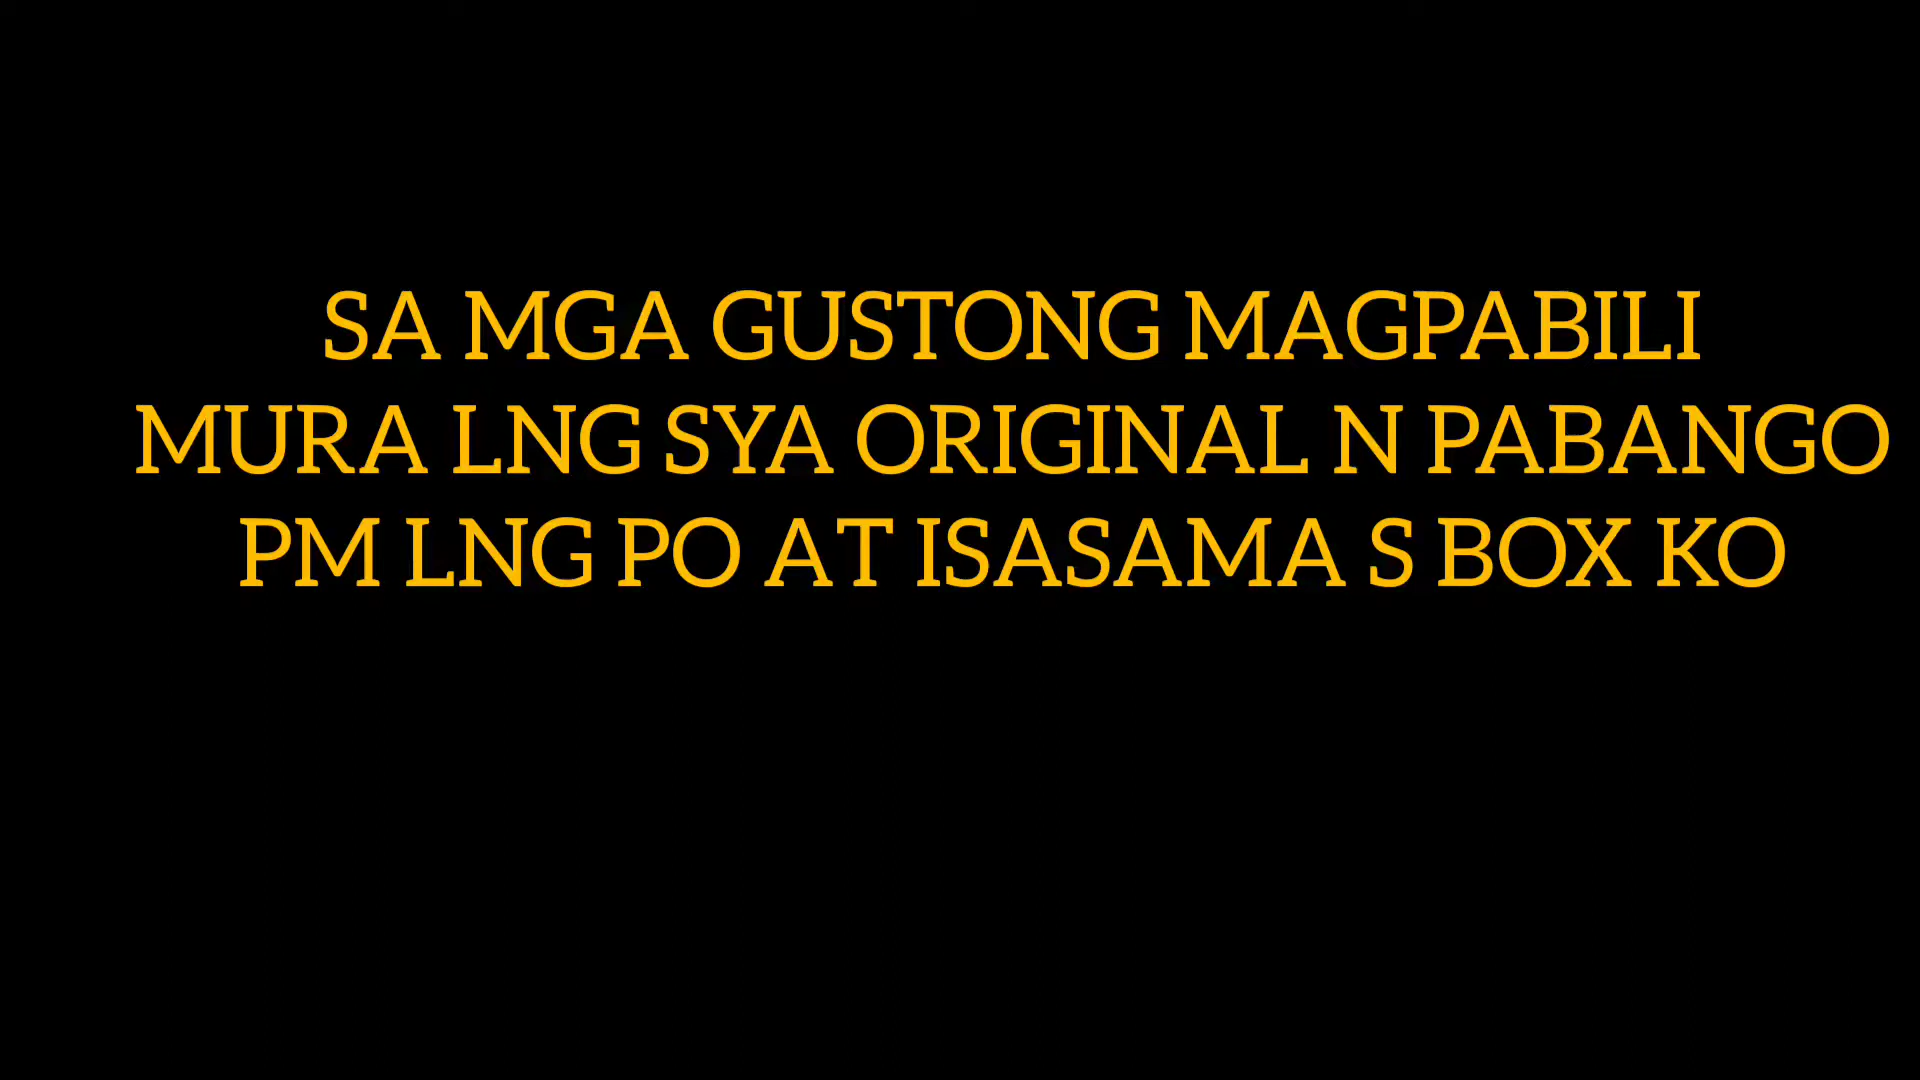 SA MGA GUSTONG MAGPABILI
MURA LNG SYA ORIGINAL N PABANGO
PM LNG PO AT ISASAMA S BOX KO